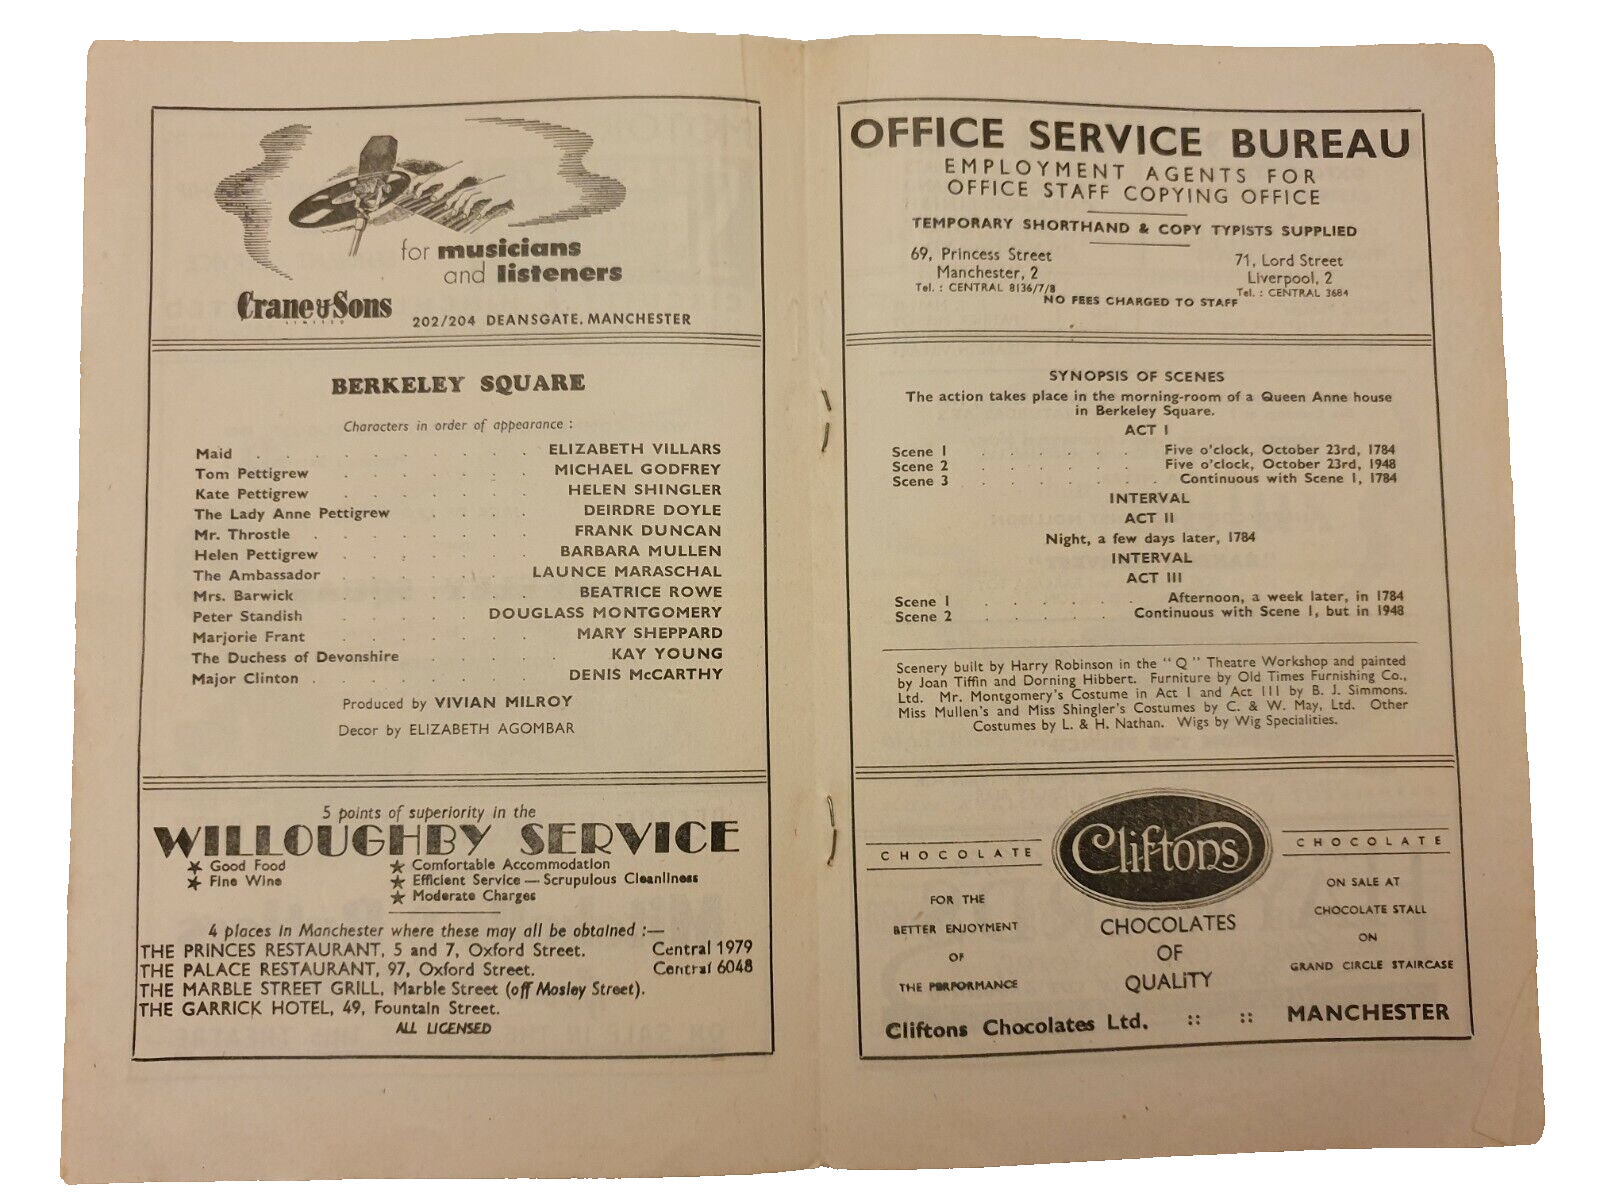 for musicians
and listeners
Crane & Sons
LIMITED
202/204 DEANSGATE, MANCHESTER
BERKELEY SQUARE
Characters in order of appearance :
Maid . . . . . . . . . . ELIZABETH VILLARS
Tom Pettigrew . . . . . . . MICHAEL GODFREY
Kate Pettigrew . . . . . . . HELEN SHINGLER
The Lady Anne Pettigrew . . . . DEIRDRE DOYLE
Mr. Throstle . . . . . . . . FRANK DUNCAN
Helen Pettigrew . . . . . . . BARBARA MULLEN
The Ambassador . . . . . . . LAUNCE MARASCHAL
Mrs. Barwick . . . . . . . BEATRICE ROWE
Peter Standish . . . . . DOUGLASS MONTGOMERY
Marjorie Frant . . . . . . . MARY SHEPPARD
The Duchess of Devonshire . . . . . KAY YOUNG
Major Clinton . . . . . . . . DENIS McCARTHY
Produced by VIVIAN MILROY
Decor by ELIZABETH AGOMBAR
5 points of superiority in the
WILLOUGHBY SERVICE
★ Good Food ★ Comfortable Accommodation
★ Fine Wine ★ Efficient Service — Scrupulous Cleanliness
★ Moderate Charges
4 places in Manchester where these may all be obtained :—
THE PRINCES RESTAURANT, 5 and 7, Oxford Street. Central 1979
THE PALACE RESTAURANT, 97, Oxford Street. Central 6048
THE MARBLE STREET GRILL, Marble Street (off Mosley Street).
THE GARRICK HOTEL, 49, Fountain Street.
ALL LICENSED
OFFICE SERVICE BUREAU
EMPLOYMENT AGENTS FOR
OFFICE STAFF COPYING OFFICE
TEMPORARY SHORTHAND & COPY TYPISTS SUPPLIED
69, Princess Street 71, Lord Street
Manchester, 2 Liverpool, 2
Tel. : CENTRAL 8136/7/8 Tel. : CENTRAL 3684
NO FEES CHARGED TO STAFF
SYNOPSIS OF SCENES
The action takes place in the morning-room of a Queen Anne house
in Berkeley Square.
ACT I
Scene 1 . . . . . . Five o'clock, October 23rd, 1784
Scene 2 . . . . . . Five o'clock, October 23rd, 1948
Scene 3 . . . . . . . Continuous with Scene 1, 1784
INTERVAL
ACT II
Night, a few days later, 1784
INTERVAL
ACT III
Scene 1 . . . . . . Afternoon, a week later, in 1784
Scene 2 . . . . . Continuous with Scene 1, but in 1948
Scenery built by Harry Robinson in the "Q" Theatre Workshop and painted
by Joan Tiffin and Dorning Hibbert. Furniture by Old Times Furnishing Co.,
Ltd. Mr. Montgomery's Costume in Act I and Act III by B. J. Simmons.
Miss Mullen's and Miss Shingler's Costumes by C. & W. May, Ltd. Other
Costumes by L. & H. Nathan. Wigs by Wig Specialities.
CHOCOLATE Cliftons CHOCOLATE
FOR THE
BETTER ENJOYMENT
OF
THE PERFORMANCE
CHOCOLATES
OF
QUALITY
ON SALE AT
CHOCOLATE STALL
ON
GRAND CIRCLE STAIRCASE
Cliftons Chocolates Ltd. :: :: MANCHESTER